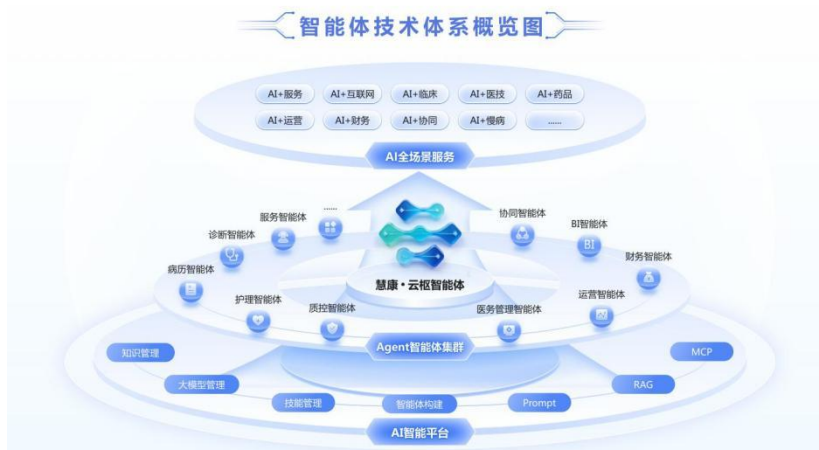 智能体技术体系概览图
AI+服务 AI+互联网 AI+临床 AI+医技 AI+药品
AI+运营 AI+财务 AI+协同 AI+慢病 ......
AI全场景服务
...... 协同智能体
服务智能体 BI智能体
诊断智能体 BI
病历智能体 财务智能体
慧康·云枢智能体
护理智能体 质控智能体 医务管理智能体 运营智能体
Agent智能体集群
知识管理 MCP
大模型管理 RAG
技能管理 智能体构建 Prompt
AI智能平台